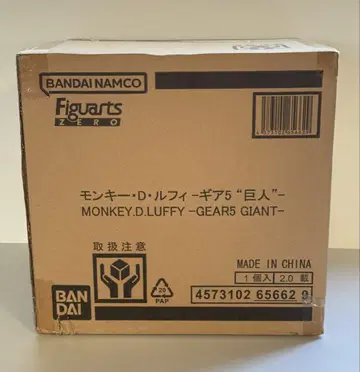 BANDAI NAMCO
Figuarts
ZERO
モンキー・D・ルフィ -ギア5 “巨人”-
MONKEY.D.LUFFY -GEAR5 GIANT-
取扱注意
MADE IN CHINA
1個入 2.0 載
20
PAP
4573102 65662 9
BAN
DAI